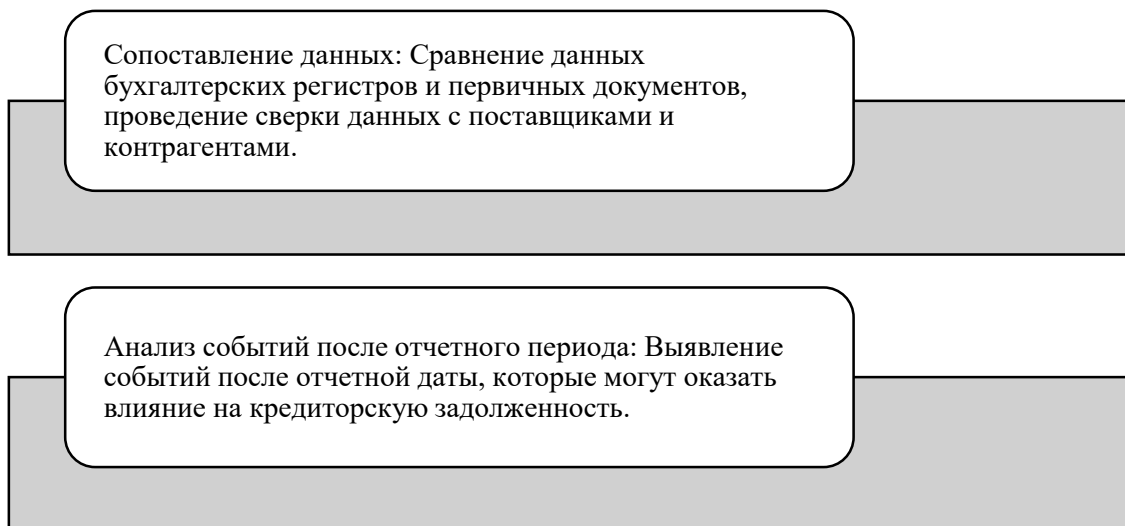 Сопоставление данных: Сравнение данных
бухгалтерских регистров и первичных документов,
проведение сверки данных с поставщиками и
контрагентами.
Анализ событий после отчетного периода: Выявление
событий после отчетной даты, которые могут оказать
влияние на кредиторскую задолженность.